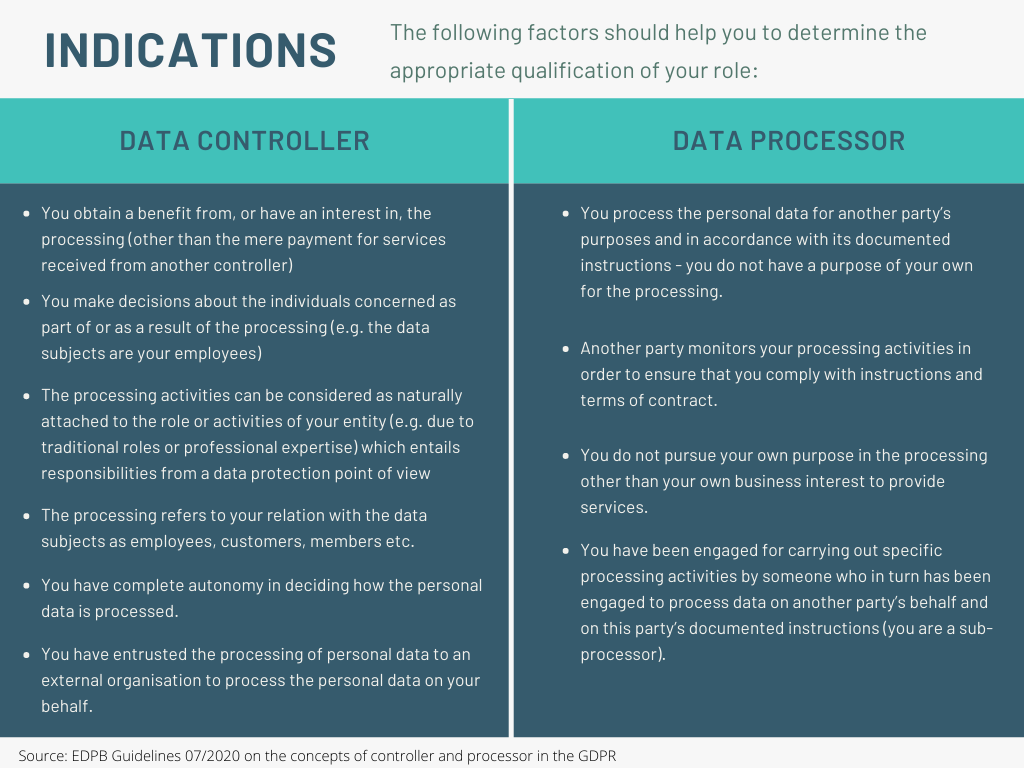 INDICATIONS
The following factors should help you to determine the
appropriate qualification of your role:
DATA CONTROLLER
• You obtain a benefit from, or have an interest in, the
processing (other than the mere payment for services
received from another controller)
• You make decisions about the individuals concerned as
part of or as a result of the processing (e.g. the data
subjects are your employees)
• The processing activities can be considered as naturally
attached to the role or activities of your entity (e.g. due to
traditional roles or professional expertise) which entails
responsibilities from a data protection point of view
• The processing refers to your relation with the data
subjects as employees, customers, members etc.
• You have complete autonomy in deciding how the personal
data is processed.
• You have entrusted the processing of personal data to an
external organisation to process the personal data on your
behalf.
DATA PROCESSOR
• You process the personal data for another party’s
purposes and in accordance with its documented
instructions - you do not have a purpose of your own
for the processing.
• Another party monitors your processing activities in
order to ensure that you comply with instructions and
terms of contract.
• You do not pursue your own purpose in the processing
other than your own business interest to provide
services.
• You have been engaged for carrying out specific
processing activities by someone who in turn has been
engaged to process data on another party’s behalf and
on this party’s documented instructions (you are a sub-
processor).
Source: EDPB Guidelines 07/2020 on the concepts of controller and processor in the GDPR